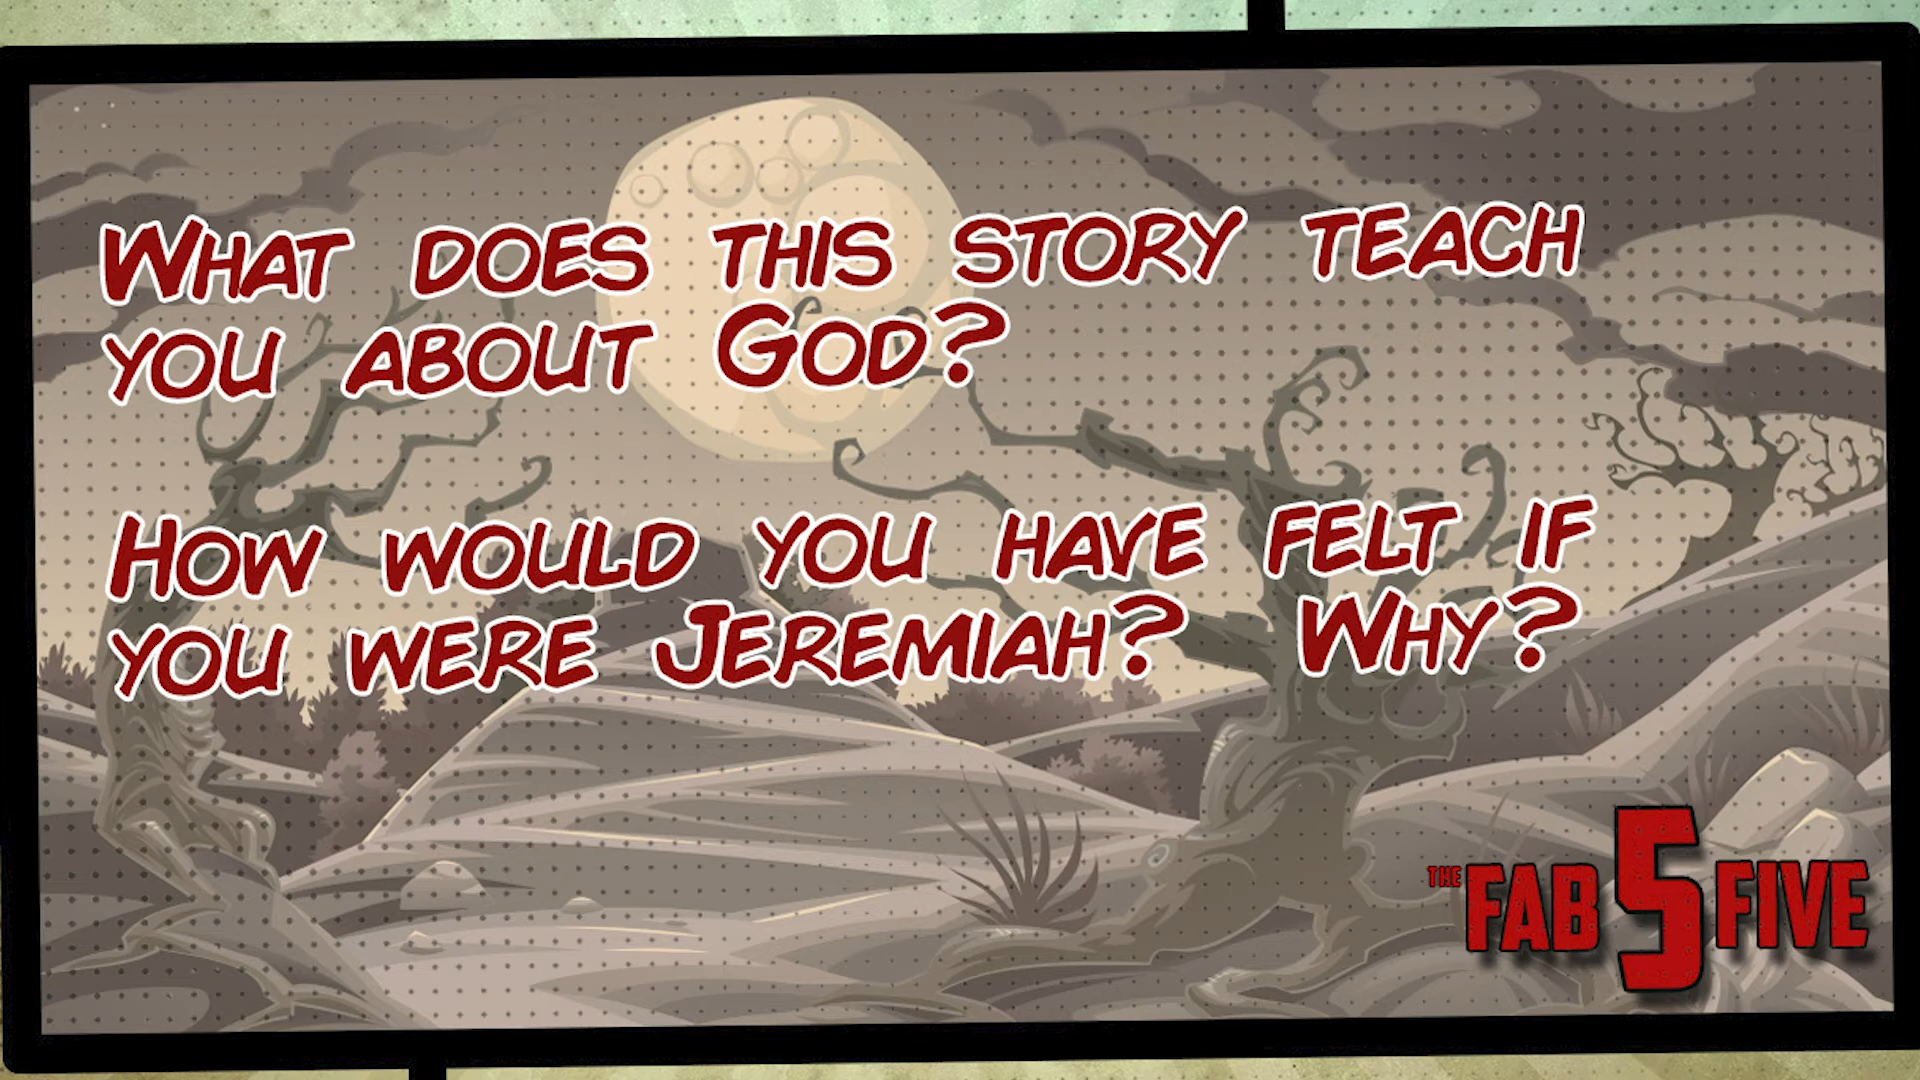 What does this story teach
you about God?
How would you have felt if
you were Jeremiah? Why?
THE FAB 5 FIVE